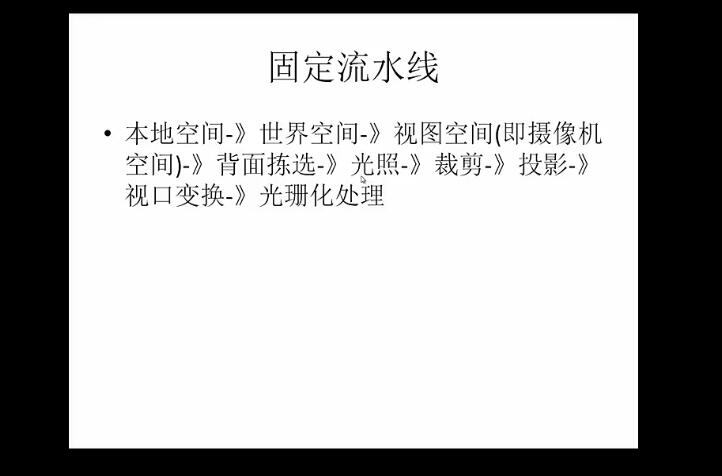 固定流水线
• 本地空间-》世界空间-》视图空间(即摄像机
空间)-》背面拣选-》光照-》裁剪-》投影-》
视口变换-》光珊化处理